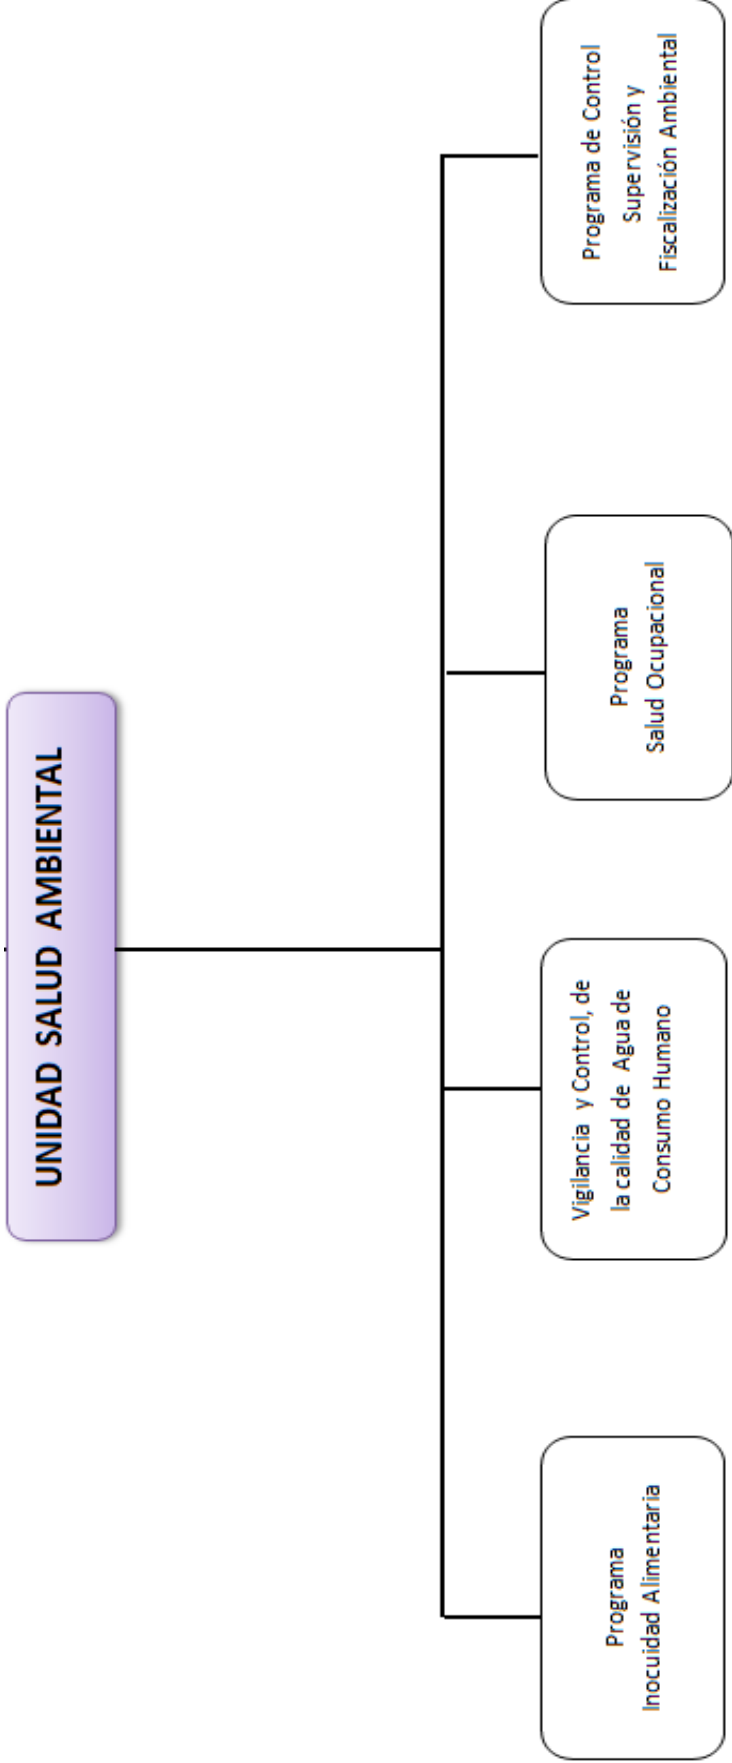 UNIDAD SALUD AMBIENTAL
Programa
Inocuidad Alimentaria
Vigilancia y Control, de
la calidad de Agua de
Consumo Humano
Programa
Salud Ocupacional
Programa de Control
Supervisión y
Fiscalización Ambiental